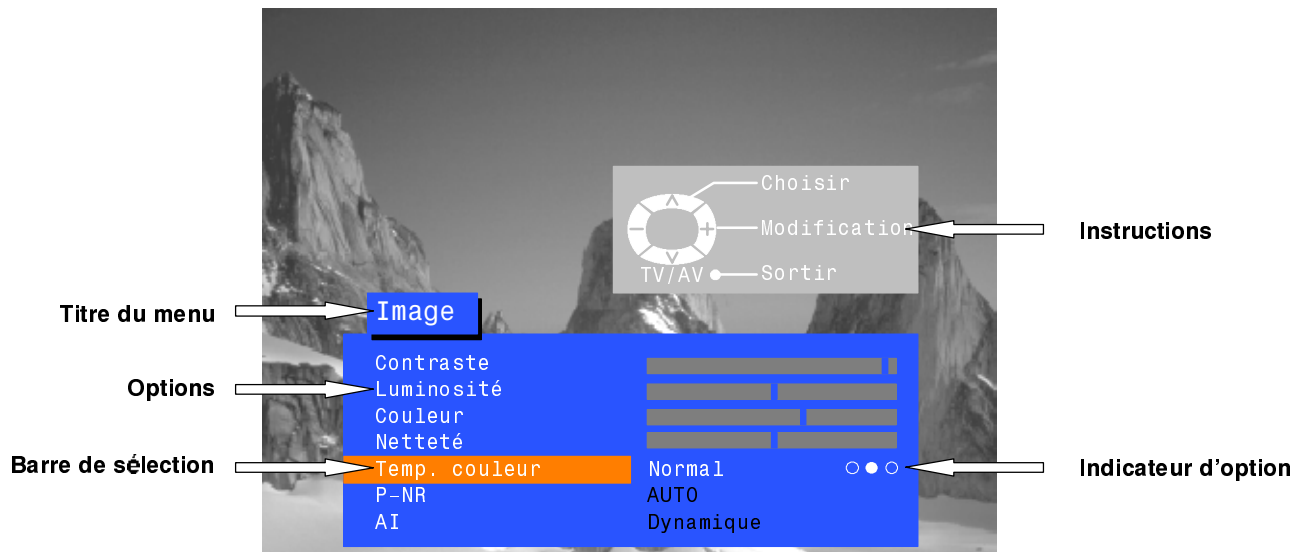 Choisir
Modification
TV/AV Sortir
Instructions
Titre du menu
Image
Contraste
Options
Luminosité
Couleur
Netteté
Barre de sélection
Temp. couleur Normal
Indicateur d'option
P-NR AUTO
AI Dynamique